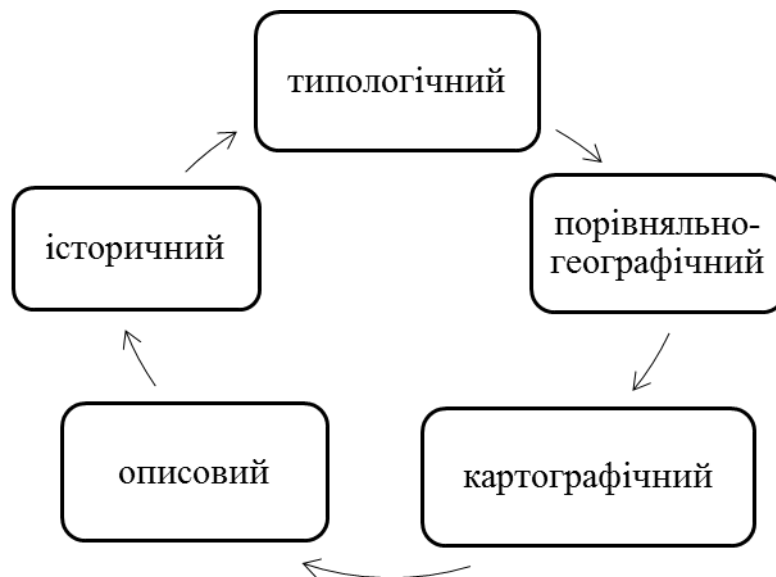 типологічний
порівняльно-
географічний
картографічний
описовий
історичний